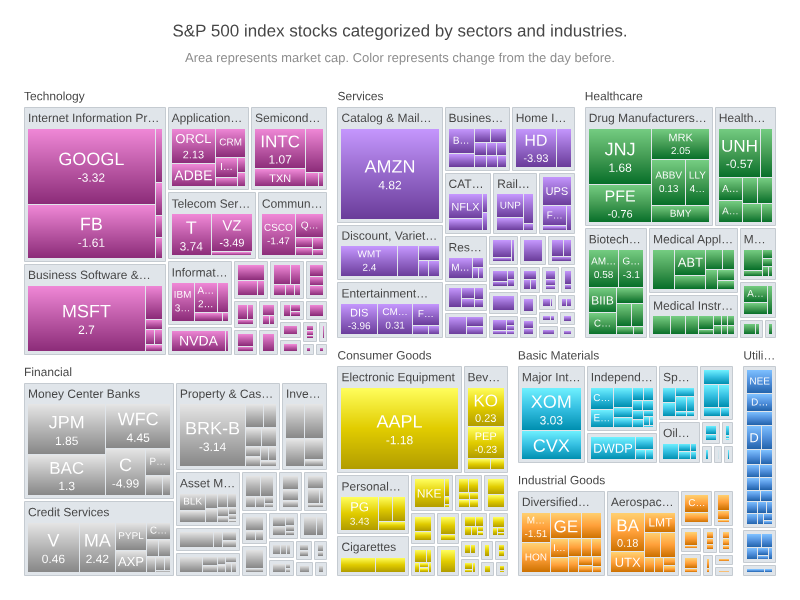 S&P 500 index stocks categorized by sectors and industries.
Area represents market cap. Color represents change from the day before.
Technology
Internet Information Pr...
GOOGL
-3.32
FB
-1.61
Application...
ORCL
2.13
CRM
ADBE
I...
Semicond...
INTC
1.07
TXN
Telecom Ser...
T
3.74
VZ
-3.49
Commun...
CSCO
-1.47
Q...
Business Software &...
MSFT
2.7
Informat...
IBM
3...
A...
2...
NVDA
Services
Catalog & Mail...
AMZN
4.82
Busines...
B...
Home I...
HD
-3.93
CAT...
NFLX
Rail...
UNP
UPS
F...
Discount, Variet...
WMT
2.4
Res...
M...
Entertainment...
DIS
-3.96
CM...
0.31
F...
Healthcare
Drug Manufacturers...
JNJ
1.68
PFE
-0.76
MRK
2.05
ABBV
0.13
LLY
4...
BMY
Health...
UNH
-0.57
A...
A...
Biotech...
AM...
0.58
G...
-3.1
BIIB
C...
Medical Appl...
ABT
M...
A...
Medical Instr...
Financial
Money Center Banks
JPM
1.85
WFC
4.45
BAC
1.3
C
-4.99
P...
Property & Cas...
BRK-B
-3.14
Inve...
Asset M...
BLK
Credit Services
V
0.46
MA
2.42
PYPL
C...
AXP
Consumer Goods
Electronic Equipment
AAPL
-1.18
Bev...
KO
0.23
PEP
-0.23
Personal...
PG
3.43
NKE
Cigarettes
Basic Materials
Major Int...
XOM
3.03
CVX
Independ...
C...
E...
DWDP
Sp...
Oil...
Industrial Goods
Diversified...
M...
-1.51
GE
HON
I...
Aerospac...
BA
0.18
LMT
UTX
C...
Utili...
NEE
D...
D